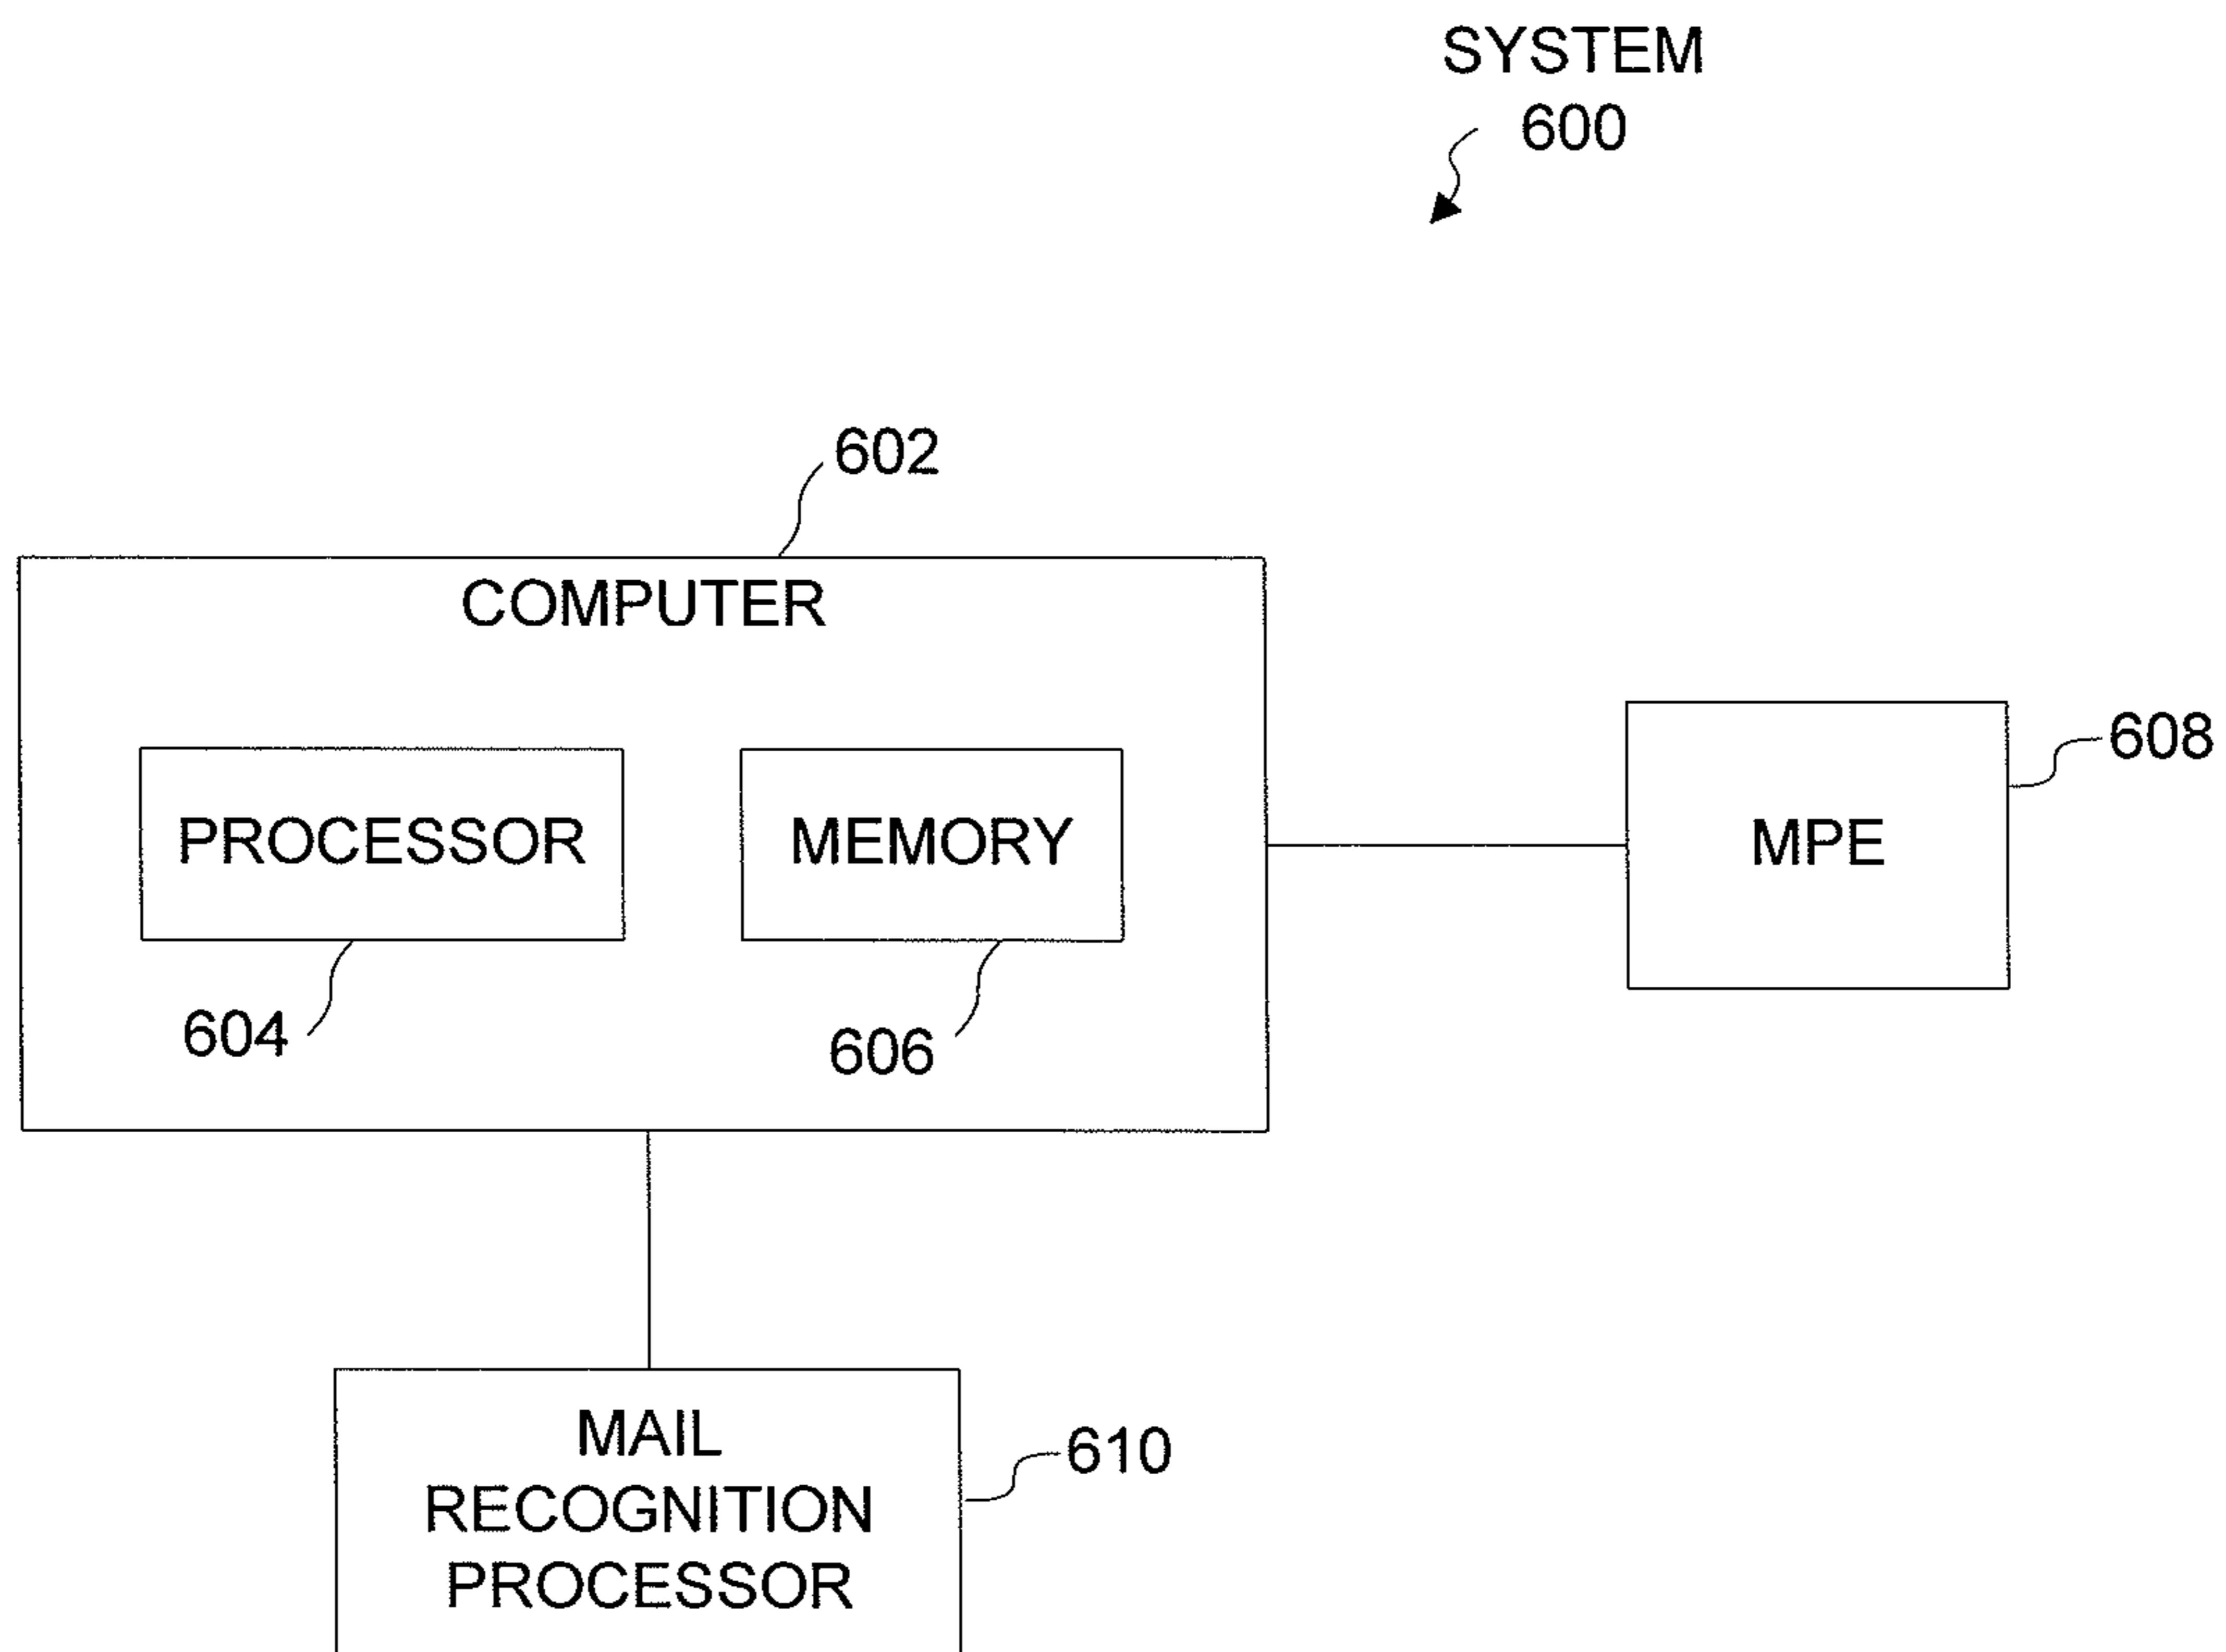 SYSTEM
600
602
COMPUTER
PROCESSOR
MEMORY
604
606
MPE
608
MAIL
RECOGNITION
PROCESSOR
610